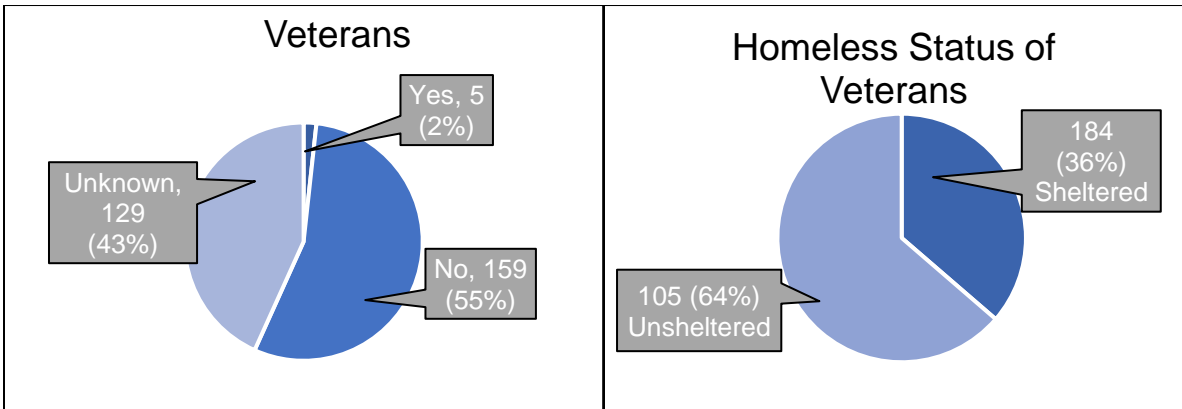 Veterans
Yes, 5
(2%)
Unknown,
129
(43%)
No, 159
(55%)
Homeless Status of
Veterans
184
(36%)
Sheltered
105 (64%)
Unsheltered